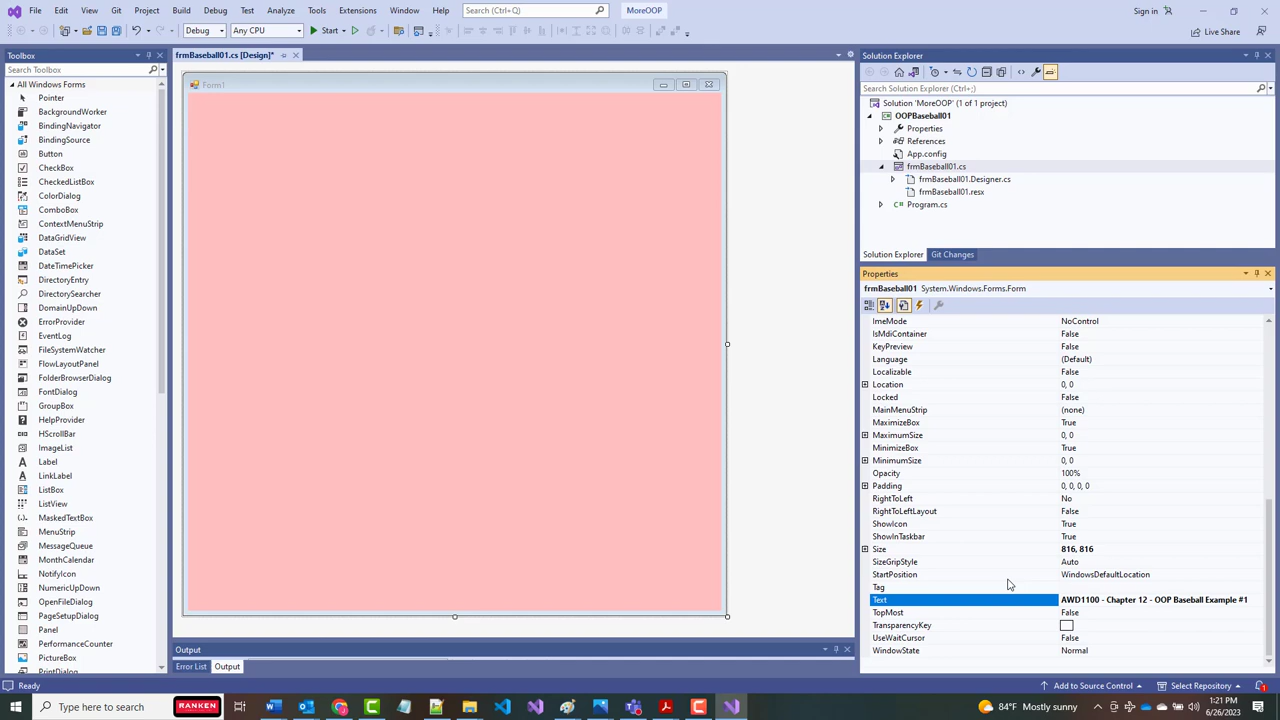 File Edit View Git Project Build Debug Test Analyze Tools Extensions Window Help Search (Ctrl+;) MoreOOP Sign in
Debug Any CPU Start Live Share
Toolbox
Search Toolbox
All Windows Forms
Pointer
BackgroundWorker
BindingNavigator
BindingSource
Button
CheckBox
CheckedListBox
ColorDialog
ComboBox
ContextMenuStrip
DataGridView
DataSet
DateTimePicker
DirectoryEntry
DirectorySearcher
DomainUpDown
ErrorProvider
EventLog
FileSystemWatcher
FlowLayoutPanel
FolderBrowserDialog
FontDialog
GroupBox
HelpProvider
HScrollBar
ImageList
Label
LinkLabel
ListBox
ListView
MaskedTextBox
MenuStrip
MessageQueue
MonthCalendar
NotifyIcon
NumericUpDown
OpenFileDialog
PageSetupDialog
Panel
PerformanceCounter
PictureBox
PrintDialog
frmBaseball01.cs [Design]*
Form1
Output
Error List Output
Solution Explorer
Search Solution Explorer (Ctrl+;)
Solution 'MoreOOP' (1 of 1 project)
OOPBaseball01
Properties
References
App.config
frmBaseball01.cs
frmBaseball01.Designer.cs
frmBaseball01.resx
Program.cs
Solution Explorer Git Changes
Properties
frmBaseball01 System.Windows.Forms.Form
ImeMode NoControl
IsMdiContainer False
KeyPreview False
Language (Default)
Localizable False
Location 0, 0
Locked False
MainMenuStrip (none)
MaximizeBox True
MaximumSize 0, 0
MinimizeBox True
MinimumSize 0, 0
Opacity 100%
Padding 0, 0, 0, 0
RightToLeft No
RightToLeftLayout False
ShowIcon True
ShowInTaskbar True
Size 816, 816
SizeGripStyle Auto
StartPosition WindowsDefaultLocation
Tag
Text AWD1100 - Chapter 12 - OOP Baseball Example #1
TopMost False
TransparencyKey
UseWaitCursor False
WindowState Normal
Ready Add to Source Control Select Repository 1
Type here to search RANKEN 84°F Mostly sunny 1:21 PM
6/26/2023